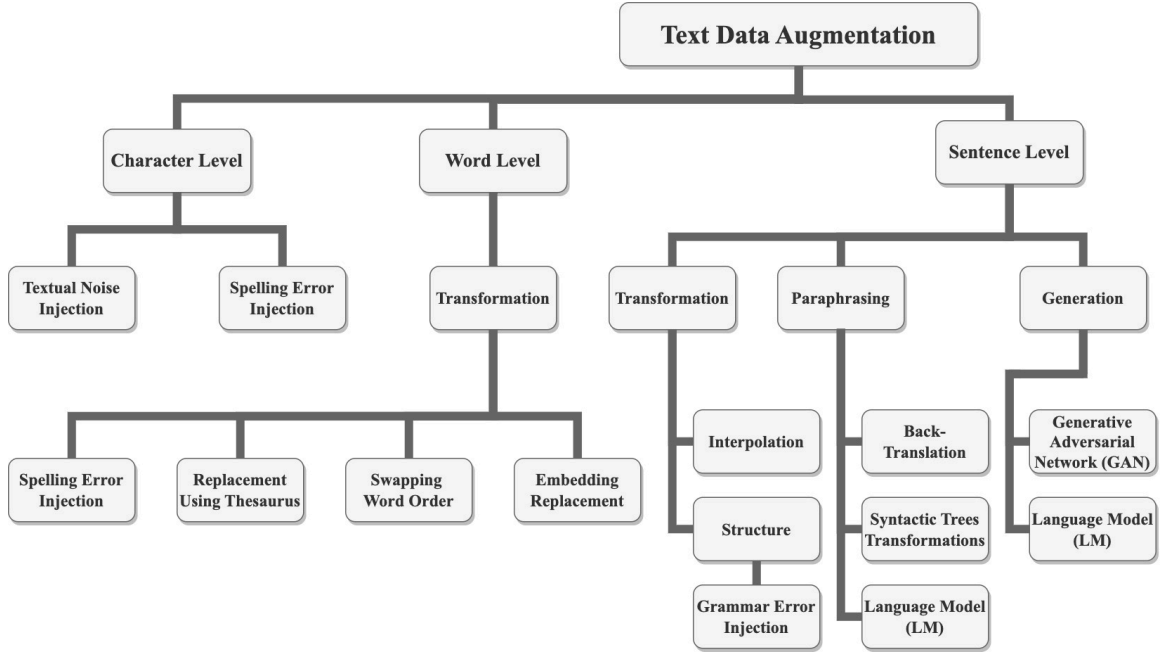 Text Data Augmentation
Character Level
Word Level
Sentence Level
Textual Noise
Injection
Spelling Error
Injection
Transformation
Transformation
Paraphrasing
Generation
Spelling Error
Injection
Replacement
Using Thesaurus
Swapping
Word Order
Embedding
Replacement
Interpolation
Structure
Grammar Error
Injection
Back-
Translation
Syntactic Trees
Transformations
Language Model
(LM)
Generative
Adversarial
Network (GAN)
Language Model
(LM)